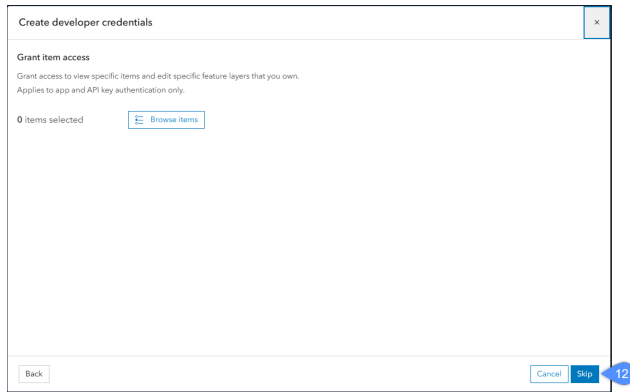 Create developer credentials
×
Grant item access
Grant access to view specific items and edit specific feature layers that you own.
Applies to app and API key authentication only.
0 items selected Browse items
Back Cancel Skip 12